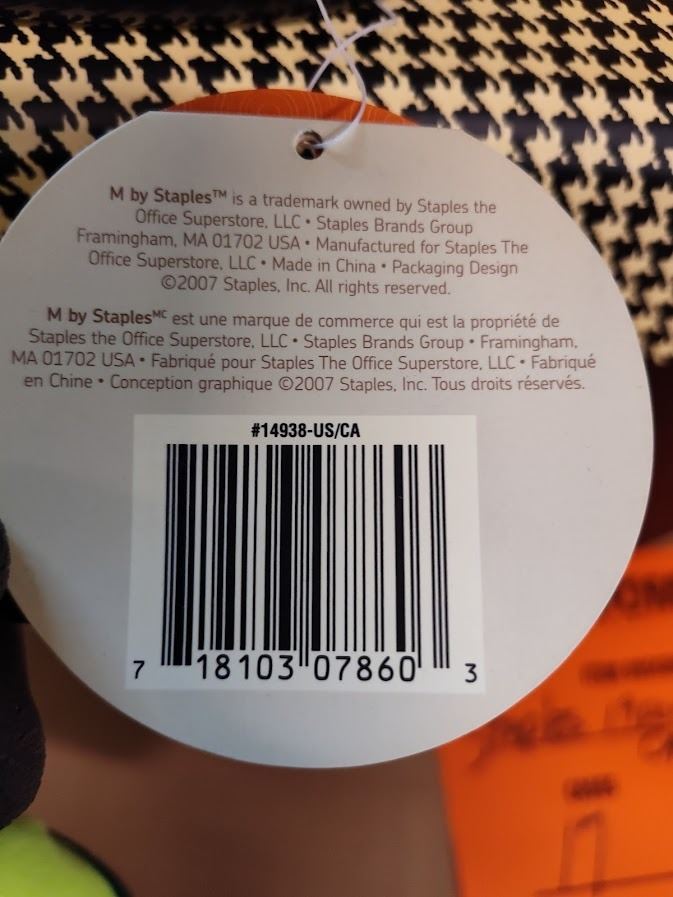 M by Staples™ is a trademark owned by Staples the
Office Superstore, LLC • Staples Brands Group
Framingham, MA 01702 USA • Manufactured for Staples The
Office Superstore, LLC • Made in China • Packaging Design
©2007 Staples, Inc. All rights reserved.
M by Staplesᴹᶜ est une marque de commerce qui est la propriété de
Staples the Office Superstore, LLC • Staples Brands Group • Framingham,
MA 01702 USA • Fabriqué pour Staples The Office Superstore, LLC • Fabriqué
en Chine • Conception graphique ©2007 Staples, Inc. Tous droits réservés.
#14938-US/CA
7 18103 07860 3